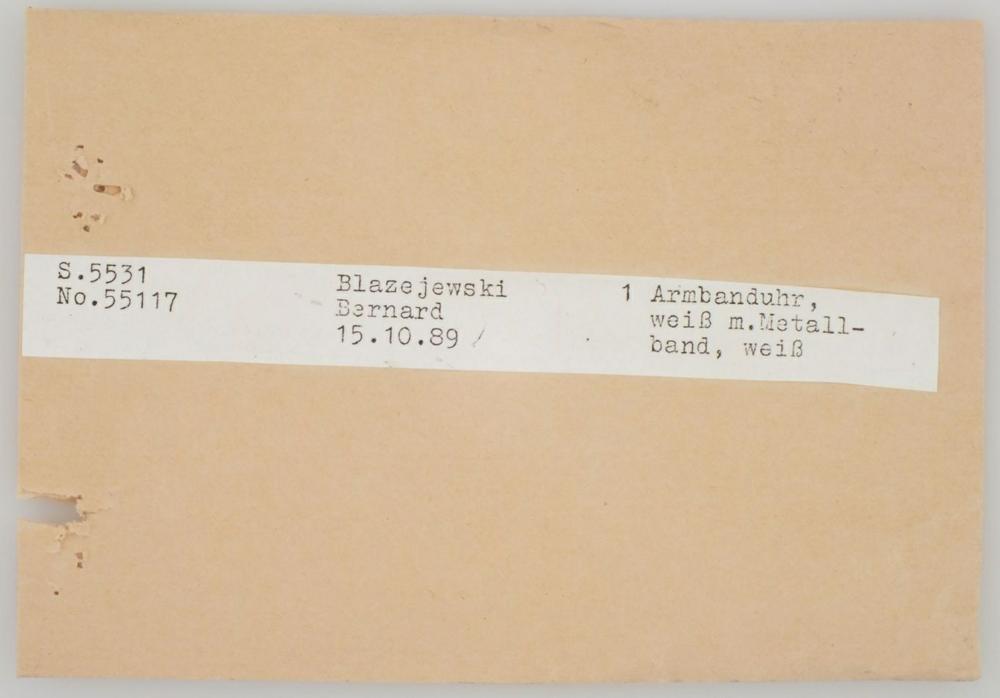 S.5531
No.55117
Blazejewski
Bernard
15.10.89
1 Armbanduhr,
weiß m.Metall-
band, weiß